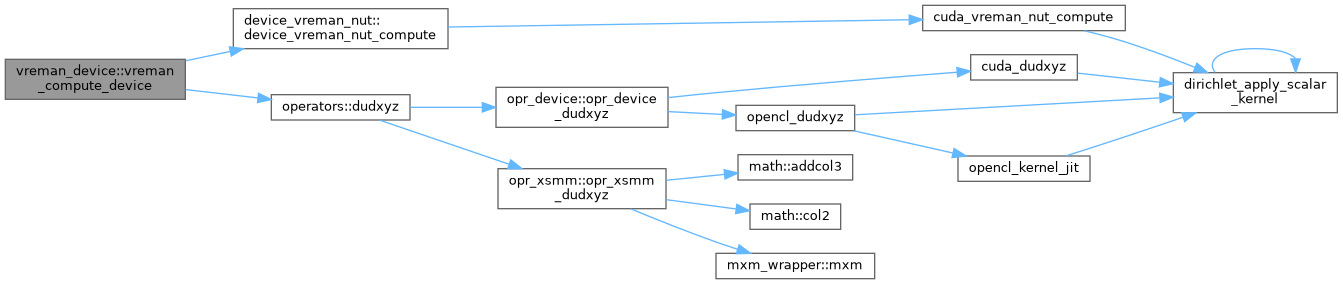 vreman_device::vreman
_compute_device
device_vreman_nut::
device_vreman_nut_compute
operators::dudxyz
opr_device::opr_device
_dudxyz
opr_xsmm::opr_xsmm
_dudxyz
cuda_vreman_nut_compute
cuda_dudxyz
opencl_dudxyz
opencl_kernel_jit
math::addcol3
math::col2
mxm_wrapper::mxm
dirichlet_apply_scalar
_kernel